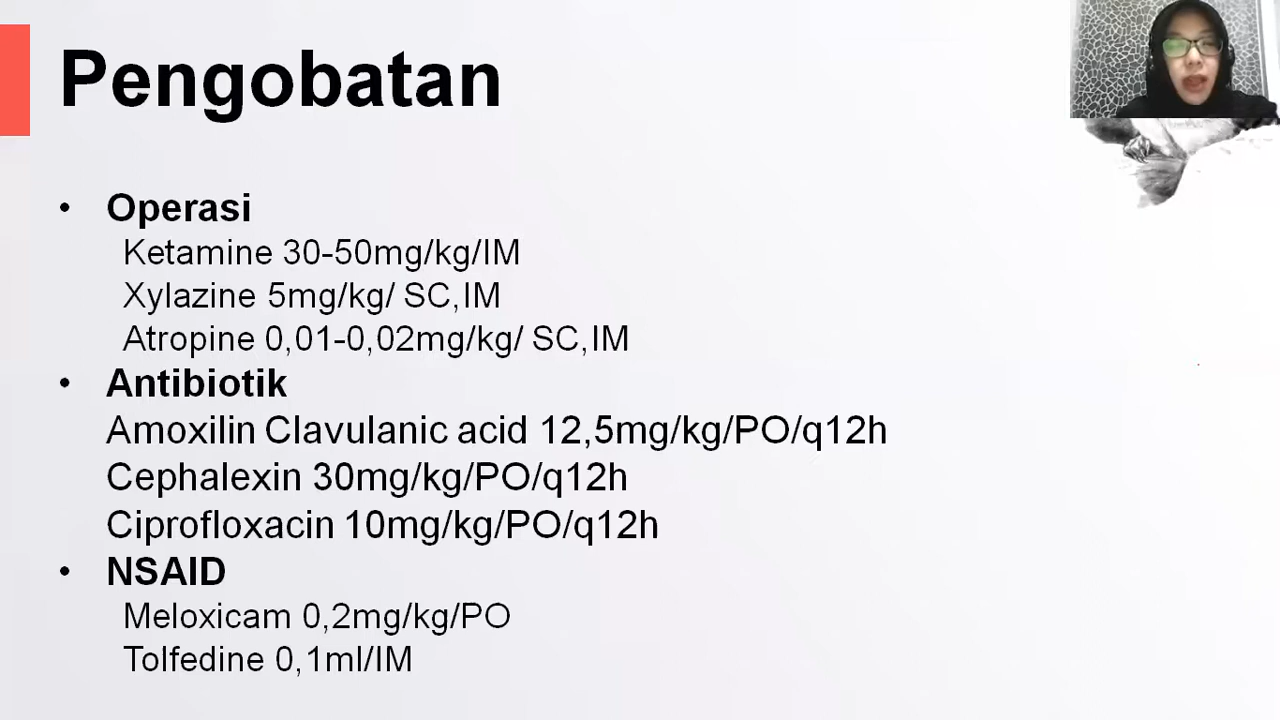 Pengobatan
• Operasi
Ketamine 30-50mg/kg/IM
Xylazine 5mg/kg/ SC,IM
Atropine 0,01-0,02mg/kg/ SC,IM
• Antibiotik
Amoxilin Clavulanic acid 12,5mg/kg/PO/q12h
Cephalexin 30mg/kg/PO/q12h
Ciprofloxacin 10mg/kg/PO/q12h
• NSAID
Meloxicam 0,2mg/kg/PO
Tolfedine 0,1ml/IM